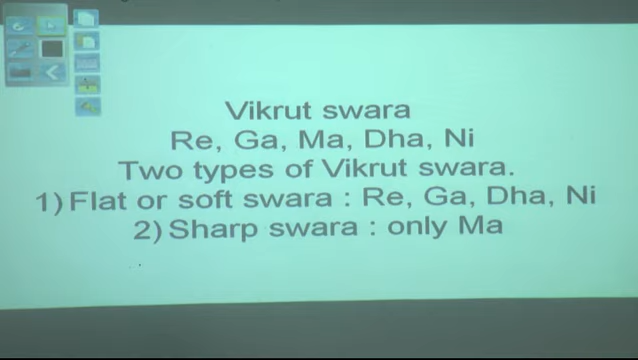 Vikrut swara
Re, Ga, Ma, Dha, Ni
Two types of Vikrut swara.
1) Flat or soft swara : Re, Ga, Dha, Ni
2) Sharp swara : only Ma